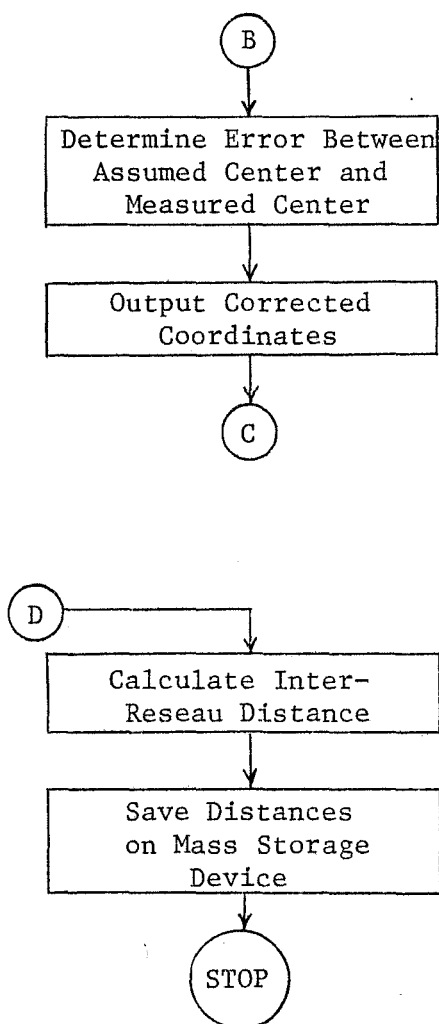 B
Determine Error Between
Assumed Center and
Measured Center
Output Corrected
Coordinates
C
D
Calculate Inter-
Reseau Distance
Save Distances
on Mass Storage
Device
STOP